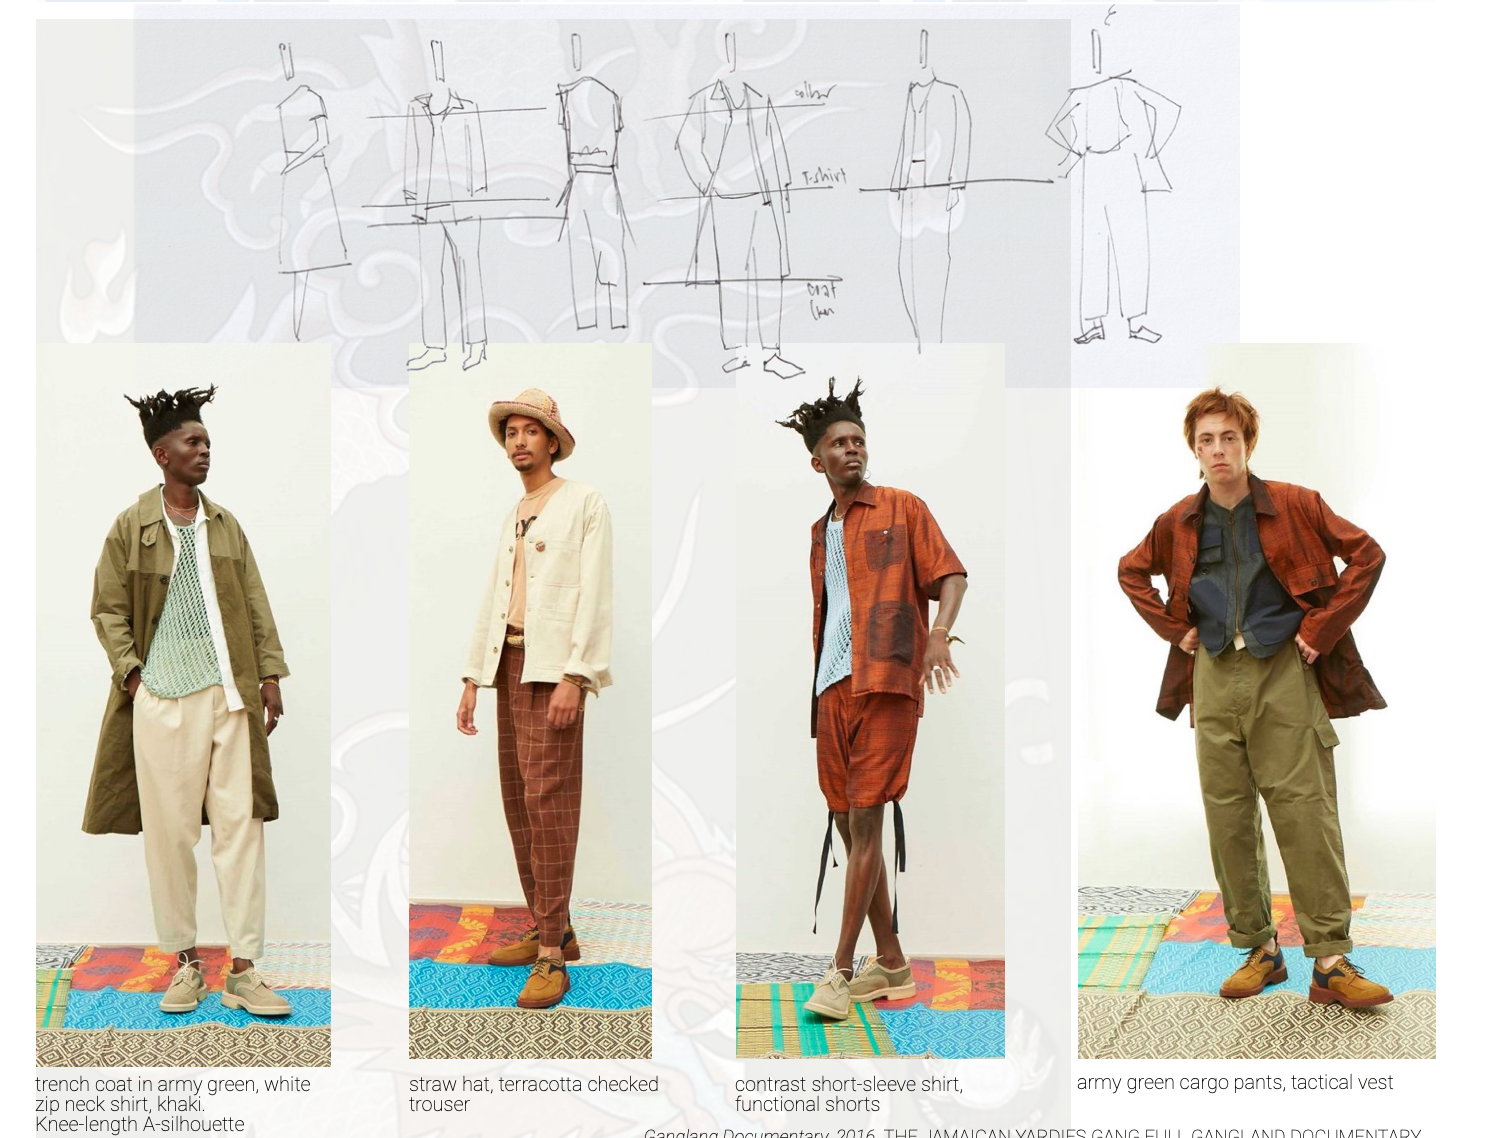 collar
T-shirt
coat
trench coat in army green, white
zip neck shirt, khaki.
Knee-length A-silhouette
straw hat, terracotta checked
trouser
contrast short-sleeve shirt,
functional shorts
army green cargo pants, tactical vest
Ganglang Documentary, 2016, THE JAMAICAN YARDIES GANG FULL GANGLAND DOCUMENTARY